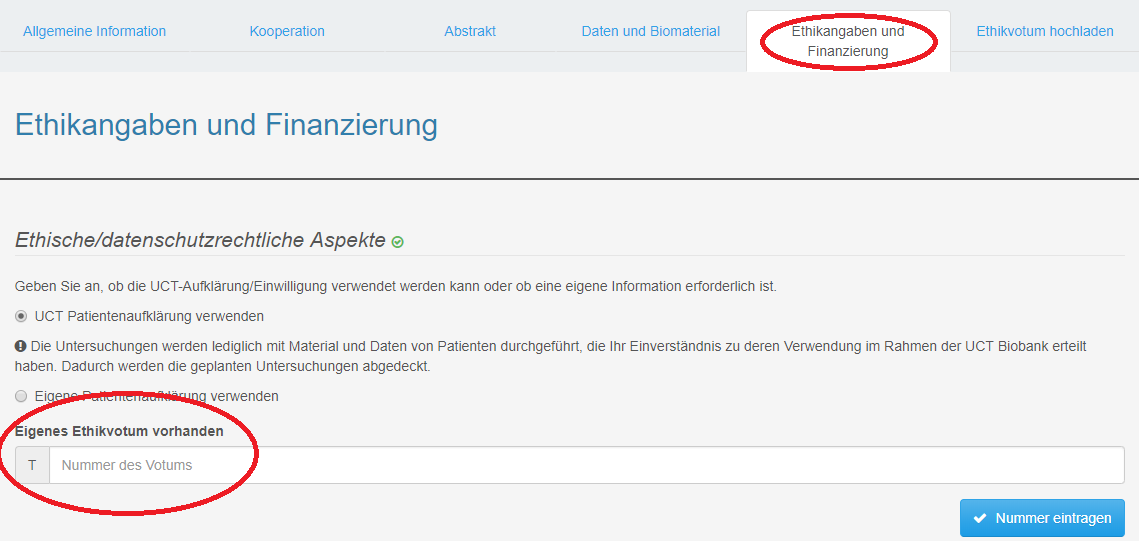 Allgemeine Information
Kooperation
Abstrakt
Daten und Biomaterial
Ethikangaben und
Finanzierung
Ethikvotum hochladen
Ethikangaben und Finanzierung
Ethische/datenschutzrechtliche Aspekte
Geben Sie an, ob die UCT-Aufklärung/Einwilligung verwendet werden kann oder ob eine eigene Information erforderlich ist.
UCT Patientenaufklärung verwenden
Die Untersuchungen werden lediglich mit Material und Daten von Patienten durchgeführt, die Ihr Einverständnis zu deren Verwendung im Rahmen der UCT Biobank erteilt
haben. Dadurch werden die geplanten Untersuchungen abgedeckt.
Eigene Patientenaufklärung verwenden
Eigenes Ethikvotum vorhanden
T Nummer des Votums
Nummer eintragen